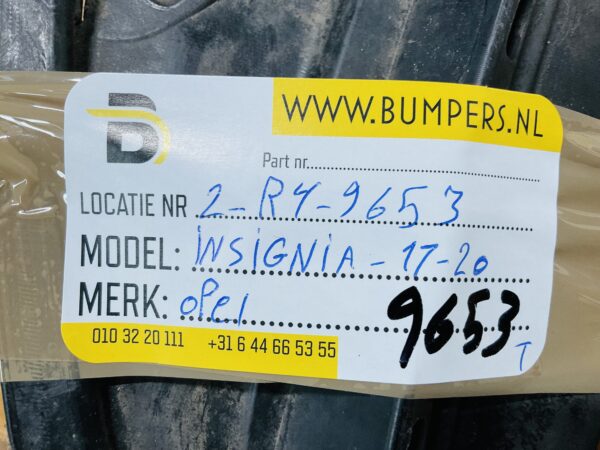 B
WWW.BUMPERS.NL
Part nr.
LOCATIE NR 2-R4-9653
MODEL: iNSiGNiA-17-20
MERK: oPel
9653
T
010 32 20 111 +31 6 44 66 53 55